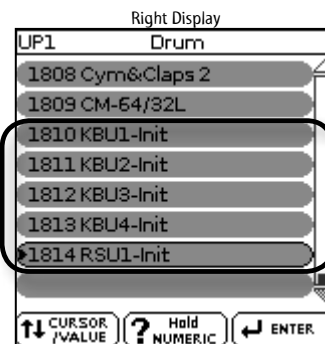 Right Display
UP1 Drum
1808 Cym&Claps 2
1809 CM-64/32L
1810 KBU1-Init
1811 KBU2-Init
1812 KBU3-Init
1813 KBU4-Init
1814 RSU1-Init
CURSOR /VALUE ? Hold NUMERIC ENTER